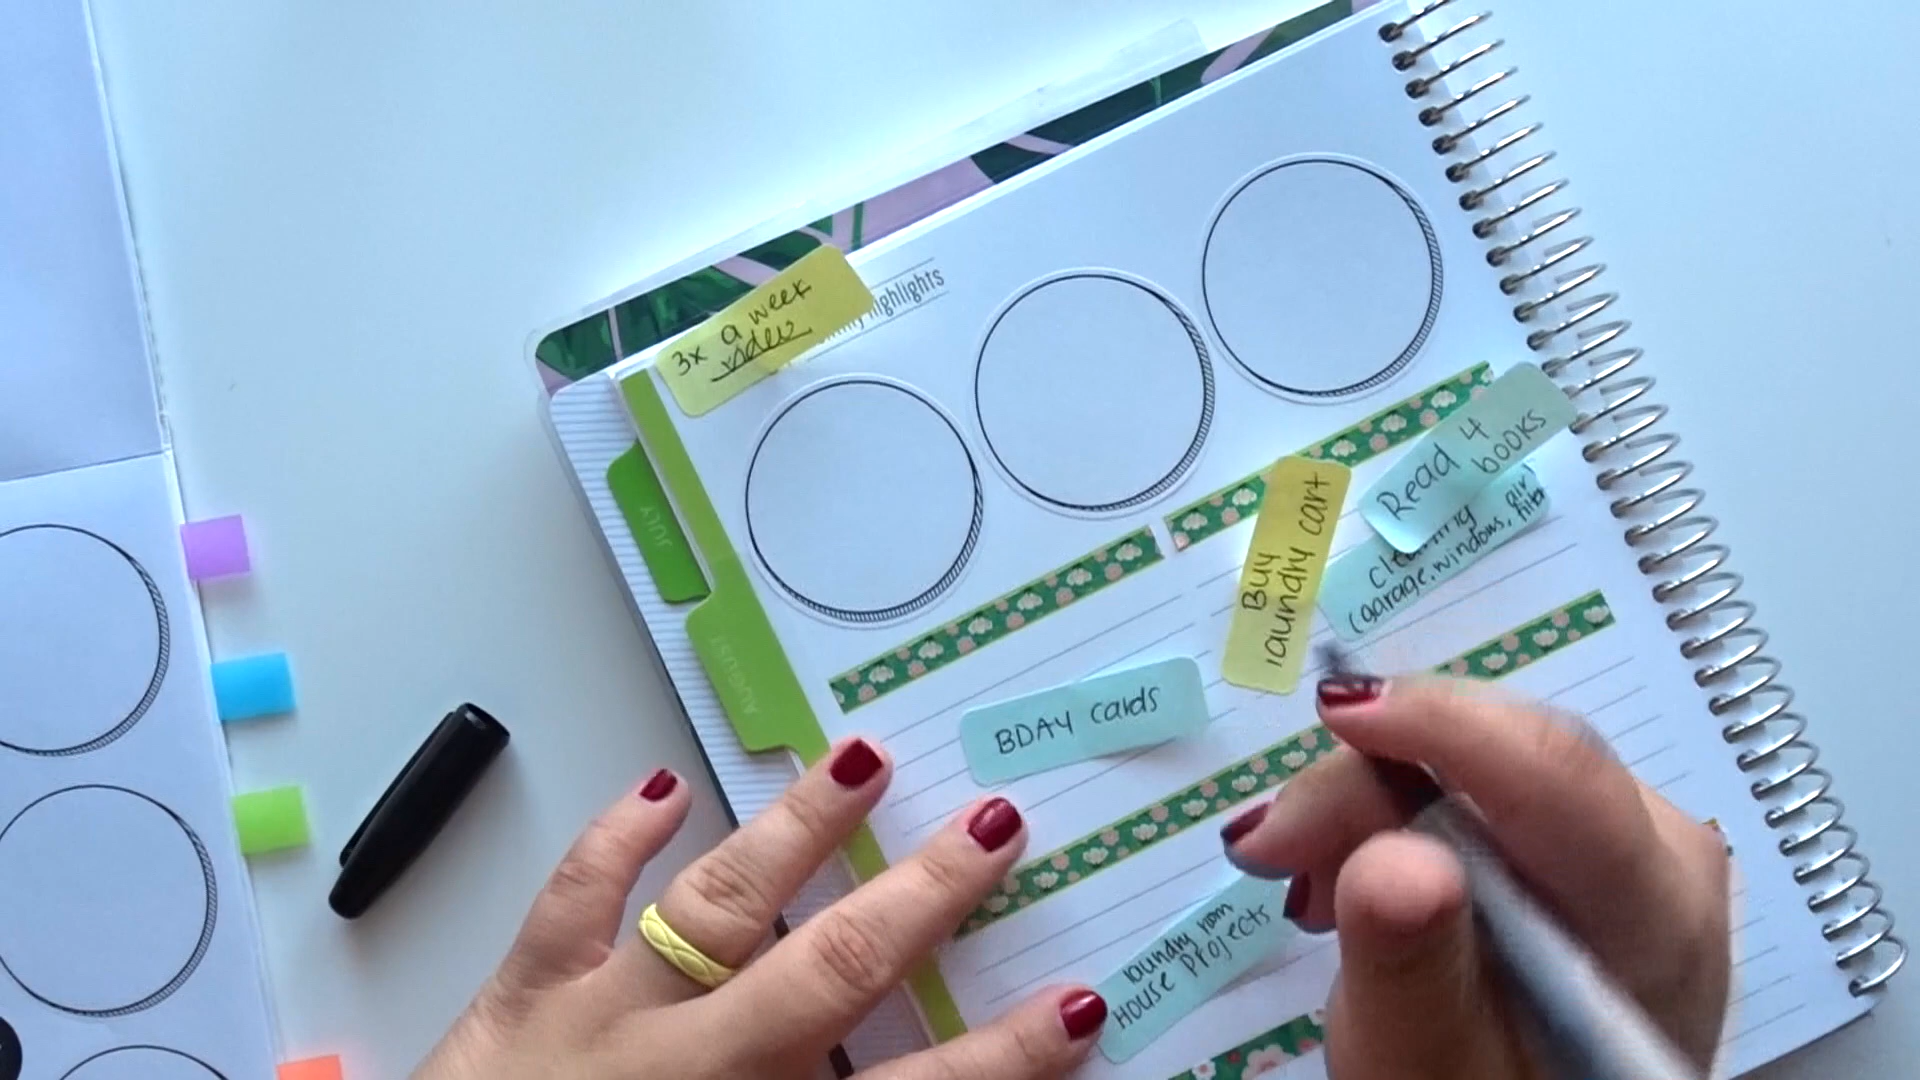 3x a week
video
highlights
Read 4
books
air
garage, windows,
Buy
laundry cart
JULY
AUGUST
BDAY cards
laundry room
House Projects